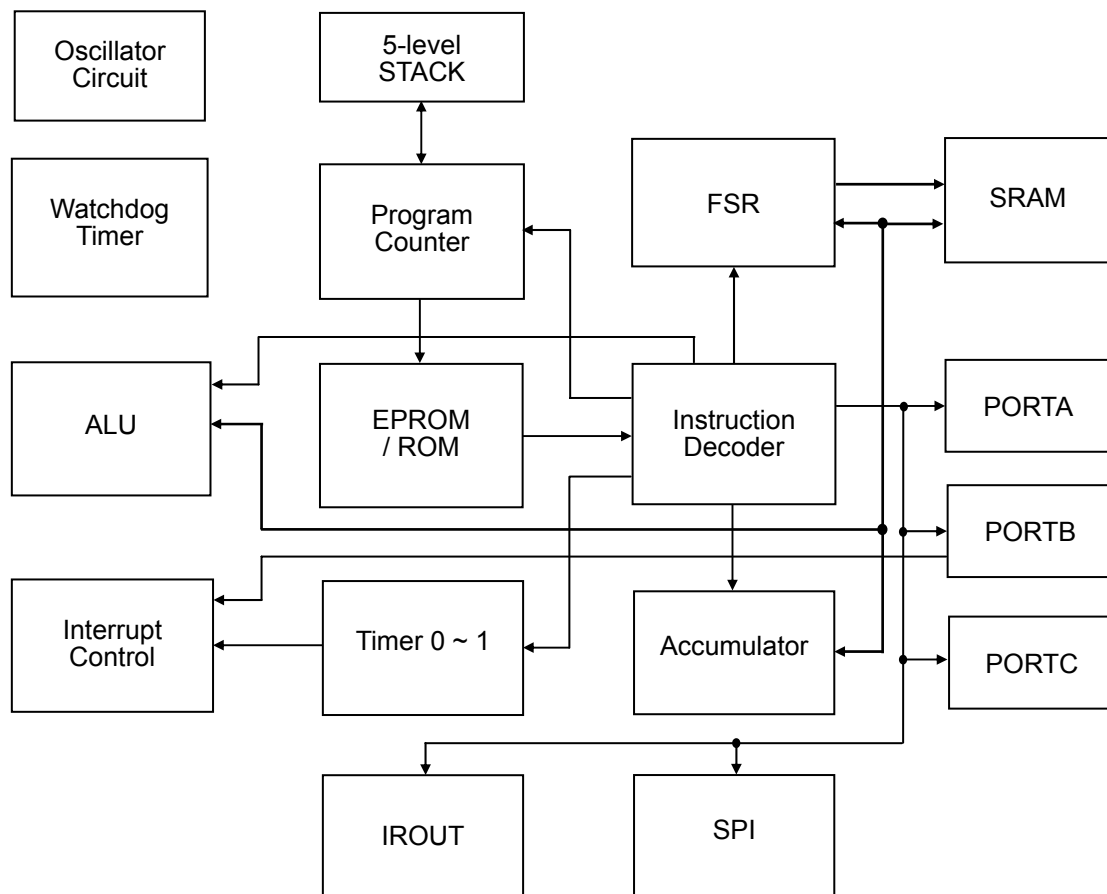 Oscillator
Circuit
5-level
STACK
Watchdog
Timer
Program
Counter
FSR
SRAM
ALU
EPROM
/ ROM
Instruction
Decoder
PORTA
PORTB
Interrupt
Control
Timer 0 ~ 1
Accumulator
PORTC
IROUT
SPI